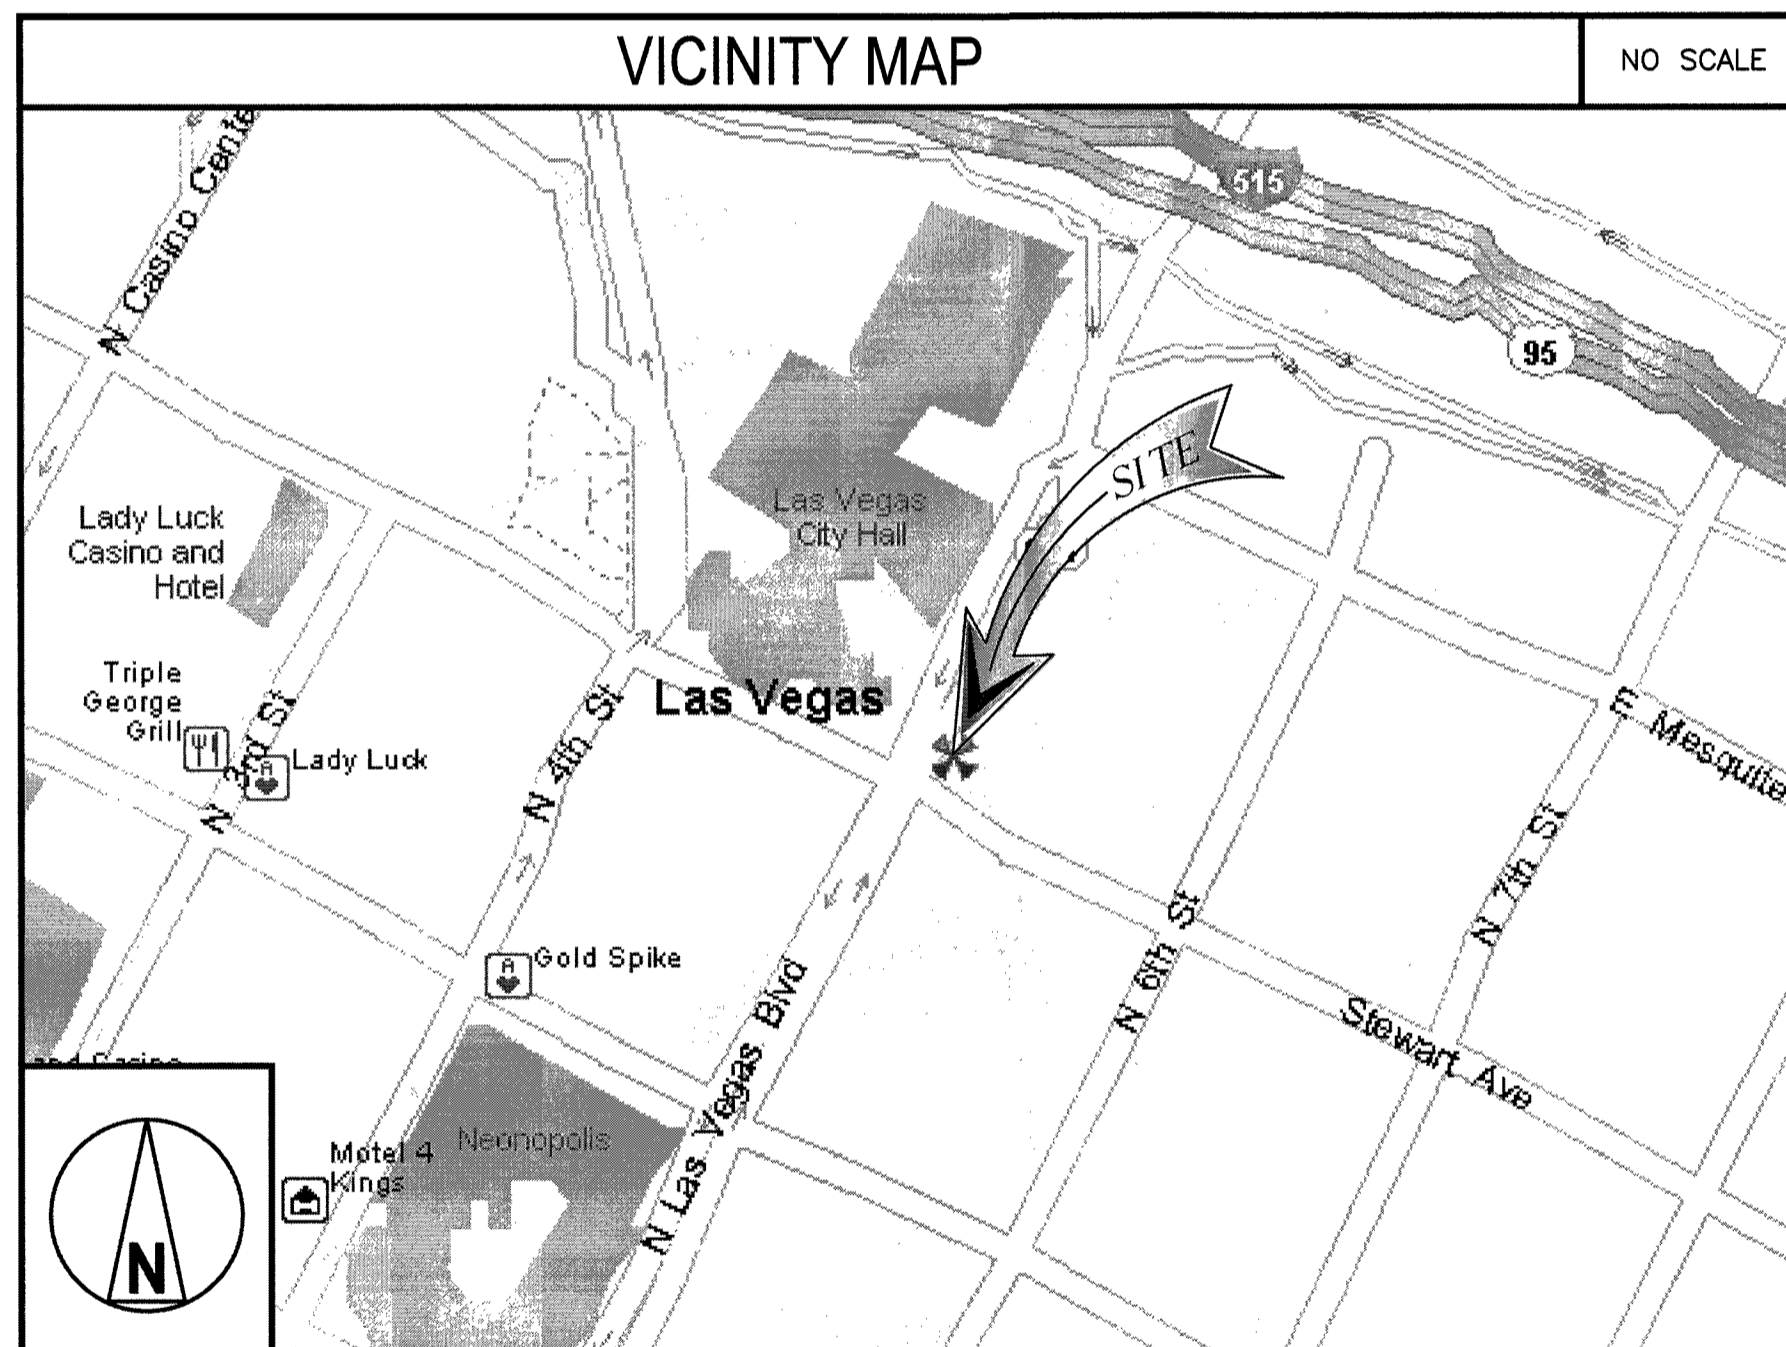 VICINITY MAP
NO SCALE
N Casino Cente
515
95
SITE
Las Vegas
City Hall
Lady Luck
Casino and
Hotel
Triple
George
Grill
N 3rd St
Lady Luck
N 4th St
Las Vegas
E Mesquite
N 7th St
N 6th St
Stewart Ave
Gold Spike
N Las Vegas Blvd
and Casino
Neonopolis
Motel 4
Kings
N